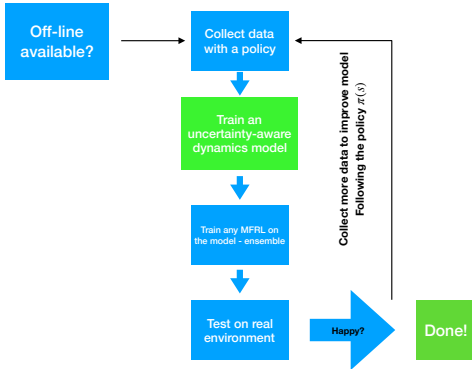 Off-line
available?
Collect data
with a policy
Train an
uncertainty-aware
dynamics model
Train any MFRL on
the model - ensemble
Test on real
environment
Happy?
Done!
Collect more data to improve model
Following the policy π(s)